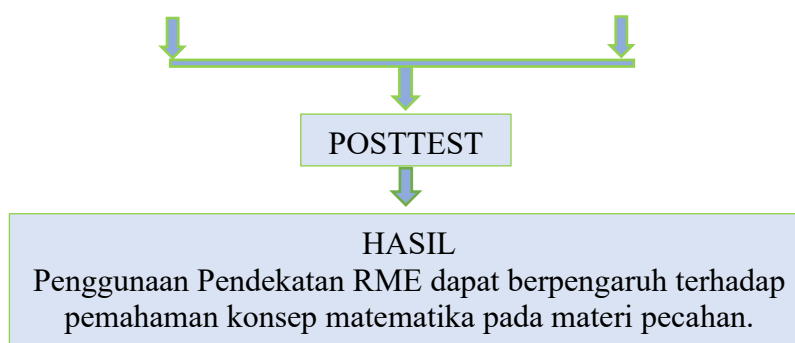 POSTTEST
HASIL
Penggunaan Pendekatan RME dapat berpengaruh terhadap
pemahaman konsep matematika pada materi pecahan.